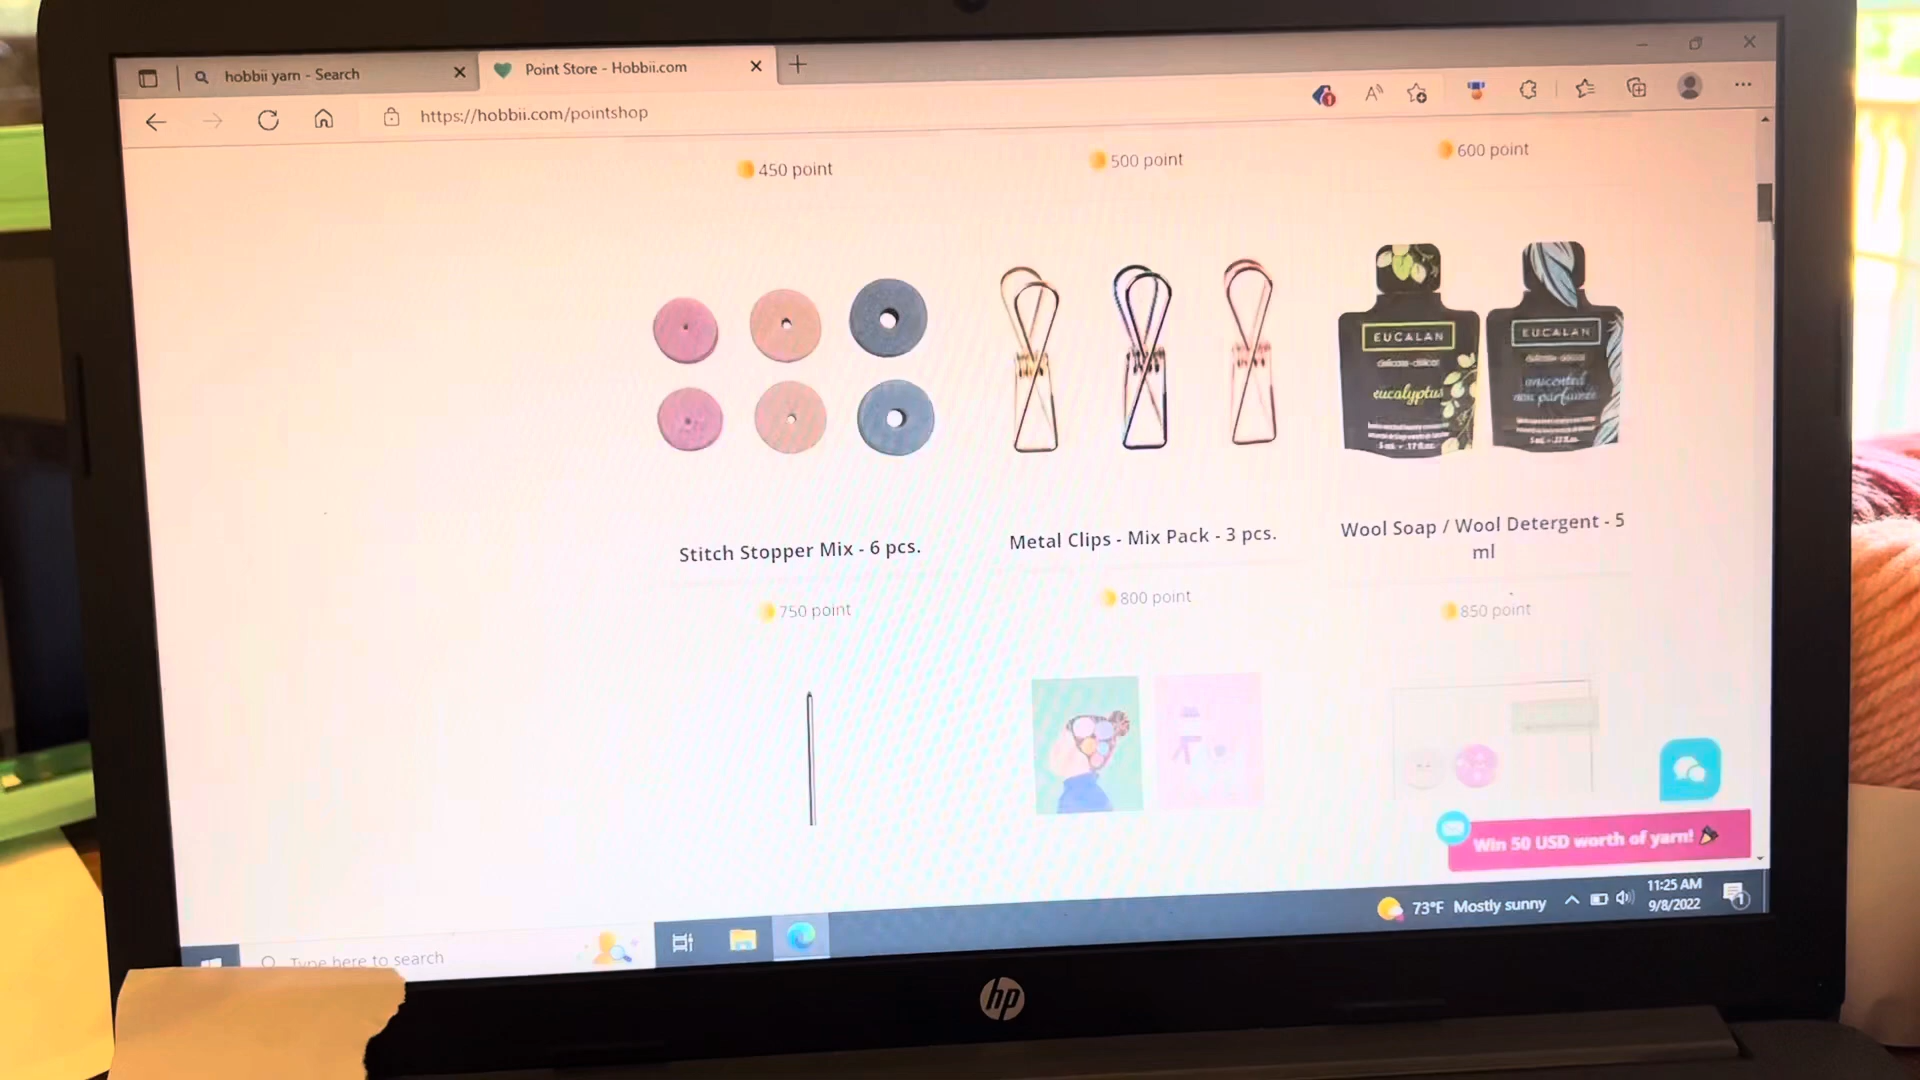 hobbii yarn - Search
Point Store - Hobbii.com
https://hobbii.com/pointshop
450 point
500 point
600 point
EUCALAN
eucalyptus
EUCALAN
unscented
non parfumé
Stitch Stopper Mix - 6 pcs.
Metal Clips - Mix Pack - 3 pcs.
Wool Soap / Wool Detergent - 5
ml
750 point
800 point
850 point
Win 50 USD worth of yarn!
Type here to search
73°F Mostly sunny
11:25 AM
9/8/2022
hp